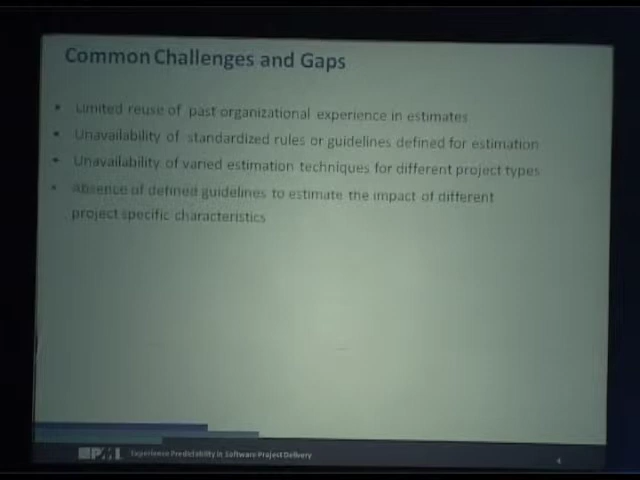 Common Challenges and Gaps
• Limited reuse of past organizational experience in estimates
• Unavailability of standardized rules or guidelines defined for estimation
• Unavailability of varied estimation techniques for different project types
• Absence of defined guidelines to estimate the impact of different
project specific characteristics
PMI Experience Predictability in Software Project Delivery
4